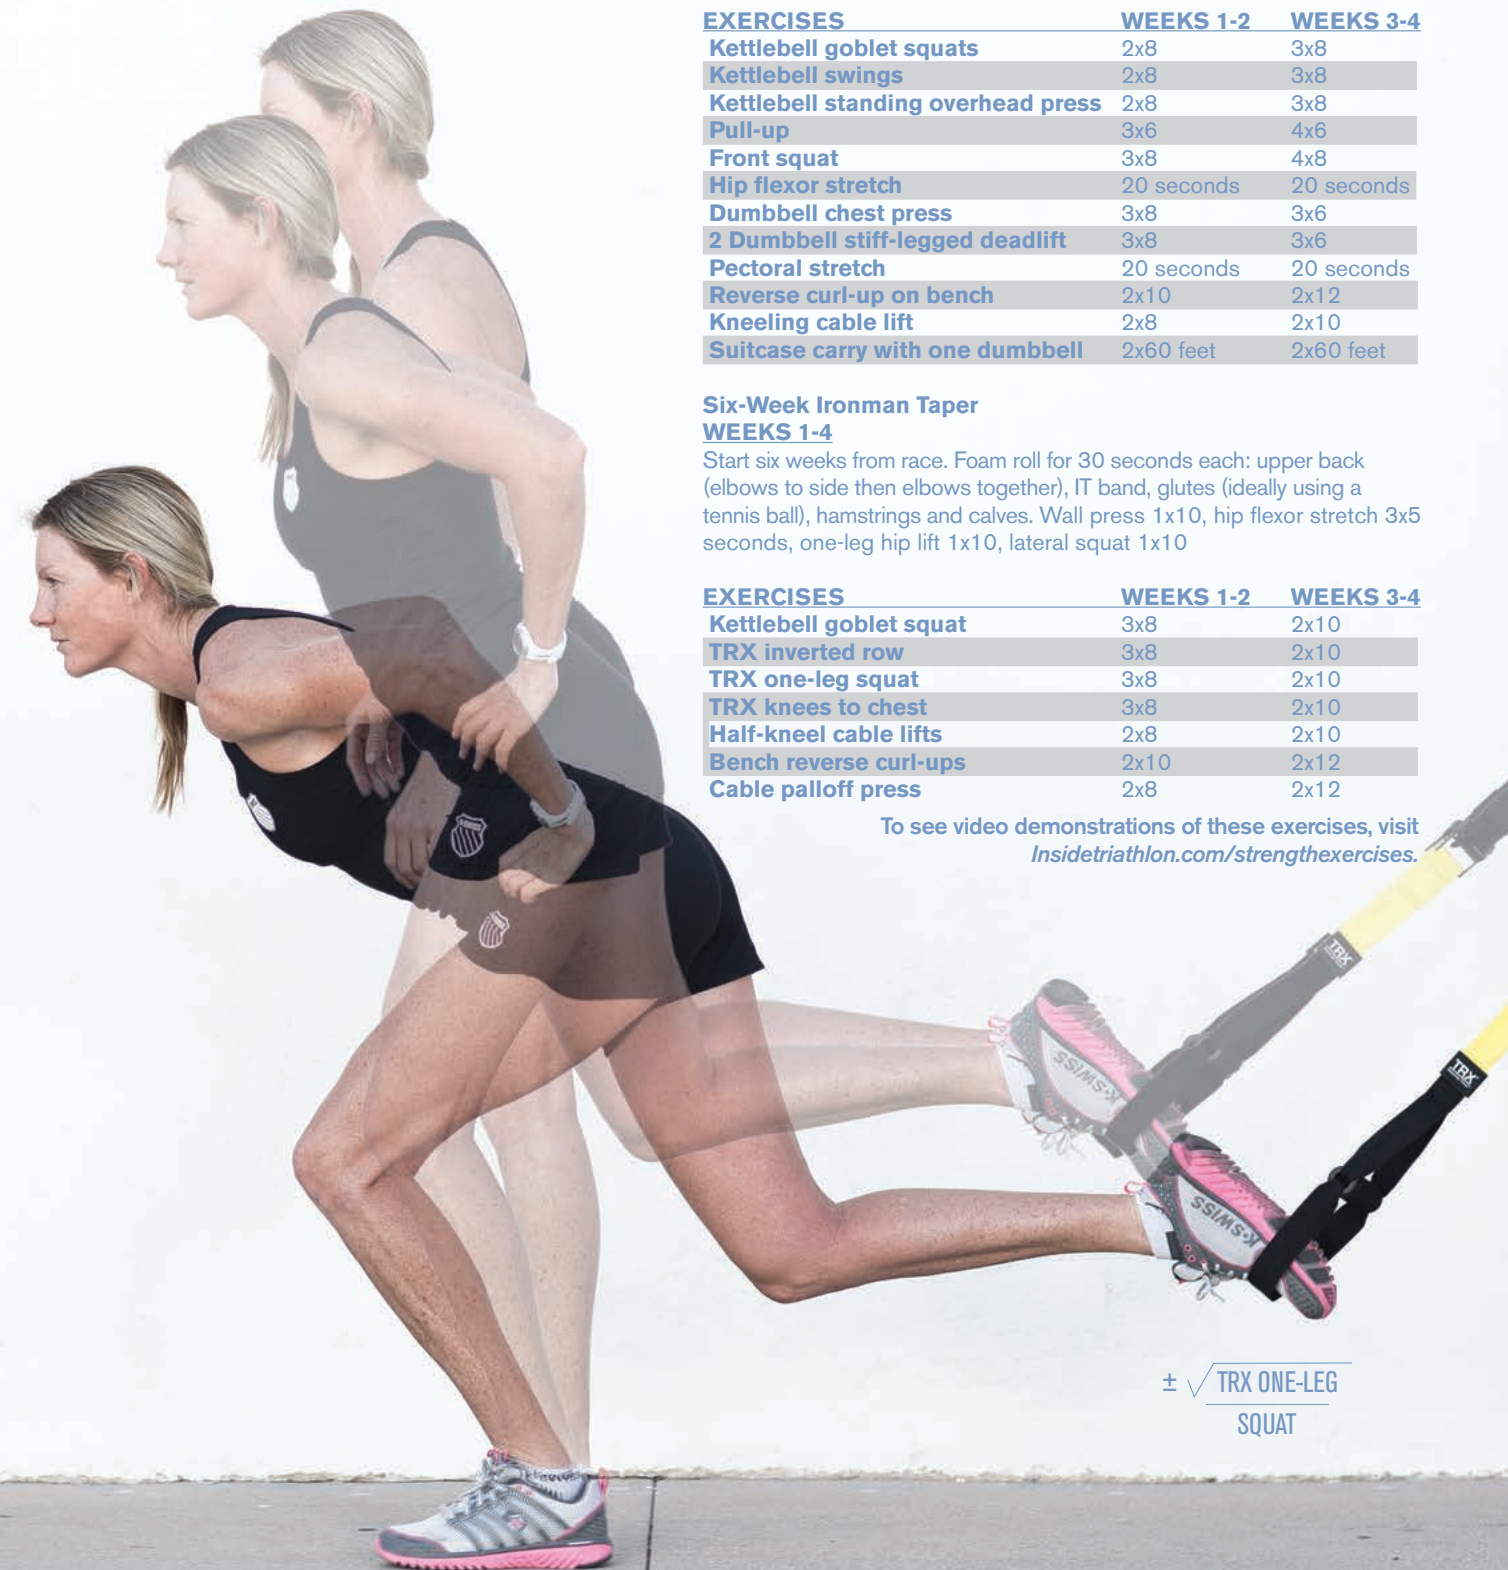 EXERCISES WEEKS 1-2 WEEKS 3-4
Kettlebell goblet squats 2x8 3x8
Kettlebell swings 2x8 3x8
Kettlebell standing overhead press 2x8 3x8
Pull-up 3x6 4x6
Front squat 3x8 4x8
Hip flexor stretch 20 seconds 20 seconds
Dumbbell chest press 3x8 3x6
2 Dumbbell stiff-legged deadlift 3x8 3x6
Pectoral stretch 20 seconds 20 seconds
Reverse curl-up on bench 2x10 2x12
Kneeling cable lift 2x8 2x10
Suitcase carry with one dumbbell 2x60 feet 2x60 feet
Six-Week Ironman Taper
WEEKS 1-4
Start six weeks from race. Foam roll for 30 seconds each: upper back
(elbows to side then elbows together), IT band, glutes (ideally using a
tennis ball), hamstrings and calves. Wall press 1x10, hip flexor stretch 3x5
seconds, one-leg hip lift 1x10, lateral squat 1x10
EXERCISES WEEKS 1-2 WEEKS 3-4
Kettlebell goblet squat 3x8 2x10
TRX inverted row 3x8 2x10
TRX one-leg squat 3x8 2x10
TRX knees to chest 3x8 2x10
Half-kneel cable lifts 2x8 2x10
Bench reverse curl-ups 2x10 2x12
Cable palloff press 2x8 2x12
To see video demonstrations of these exercises, visit
Insidetriathlon.com/strengthexercises.
TRX
K-SWISS
TRX
K-SWISS
± √ TRX ONE-LEG
SQUAT